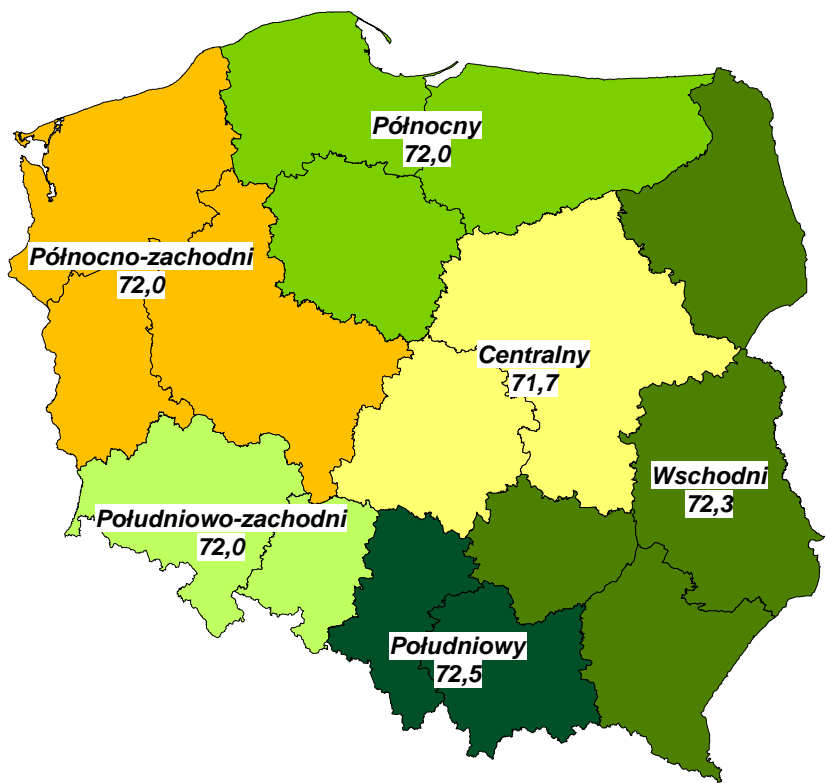 Północny
72,0
Północno-zachodni
72,0
Centralny
71,7
Wschodni
72,3
Południowo-zachodni
72,0
Południowy
72,5